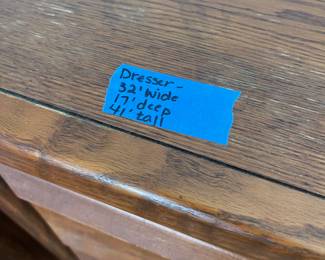 Dresser -
32' Wide
17' deep
41' tall